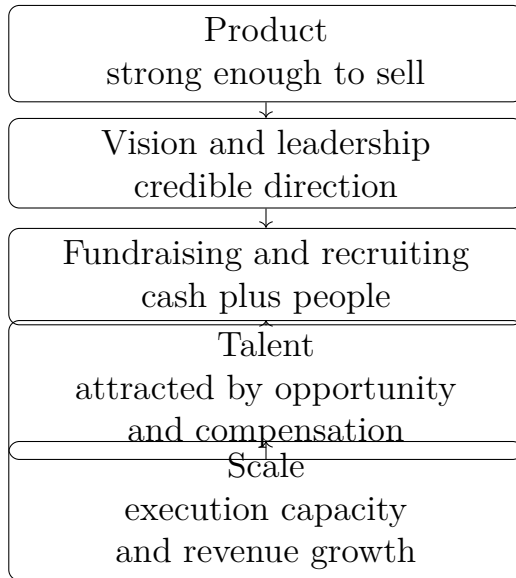 Product
strong enough to sell
Vision and leadership
credible direction
Fundraising and recruiting
cash plus people
Talent
attracted by opportunity
and compensation
Scale
execution capacity
and revenue growth